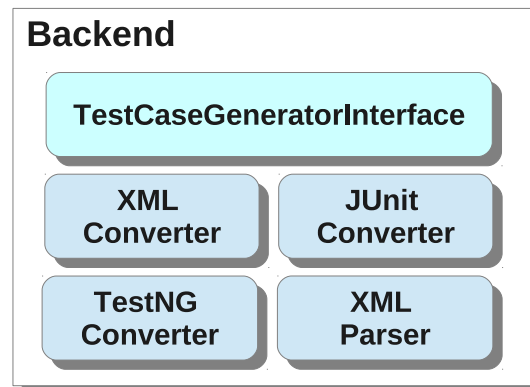 Backend
TestCaseGeneratorInterface
XML
Converter
JUnit
Converter
TestNG
Converter
XML
Parser